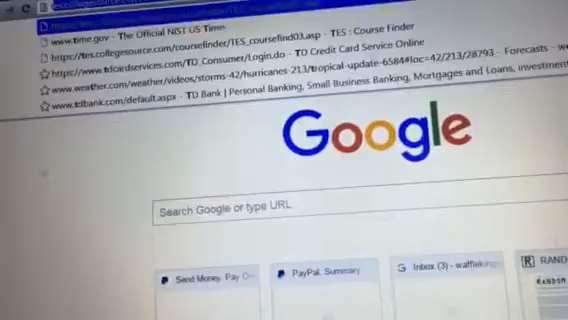 www.time.gov - The Official NIST US Time
https://tes.collegesource.com/coursefinder/TES_coursefind03.asp - TES : Course Finder
https://www.tdcardservices.com/TD_Consumer/Login.do - TD Credit Card Service Online
www.weather.com/weather/videos/storms-42/hurricanes-213/tropical-update-6584#loc=42/213/28793 - Forecasts - we
www.tdbank.com/default.aspx - TD Bank | Personal Banking, Small Business Banking, Mortgages and Loans, investment
Google
Search Google or type URL
Send Money, Pay On
PayPal: Summary
Inbox (3) - waffleking
RAND